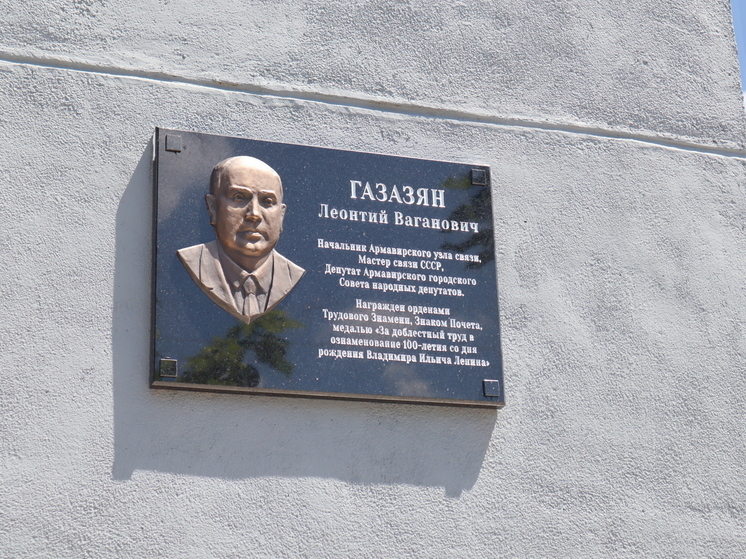 ГАЗАЗЯН
Леонтий Ваганович
Начальник Армавирского узла связи,
Мастер связи СССР,
Депутат Армавирского городского
Совета народных депутатов.
Награжден орденами
Трудового Знамени, Знаком Почета,
медалью «За доблестный труд в
ознаменование 100-летия со дня
рождения Владимира Ильича Ленина»